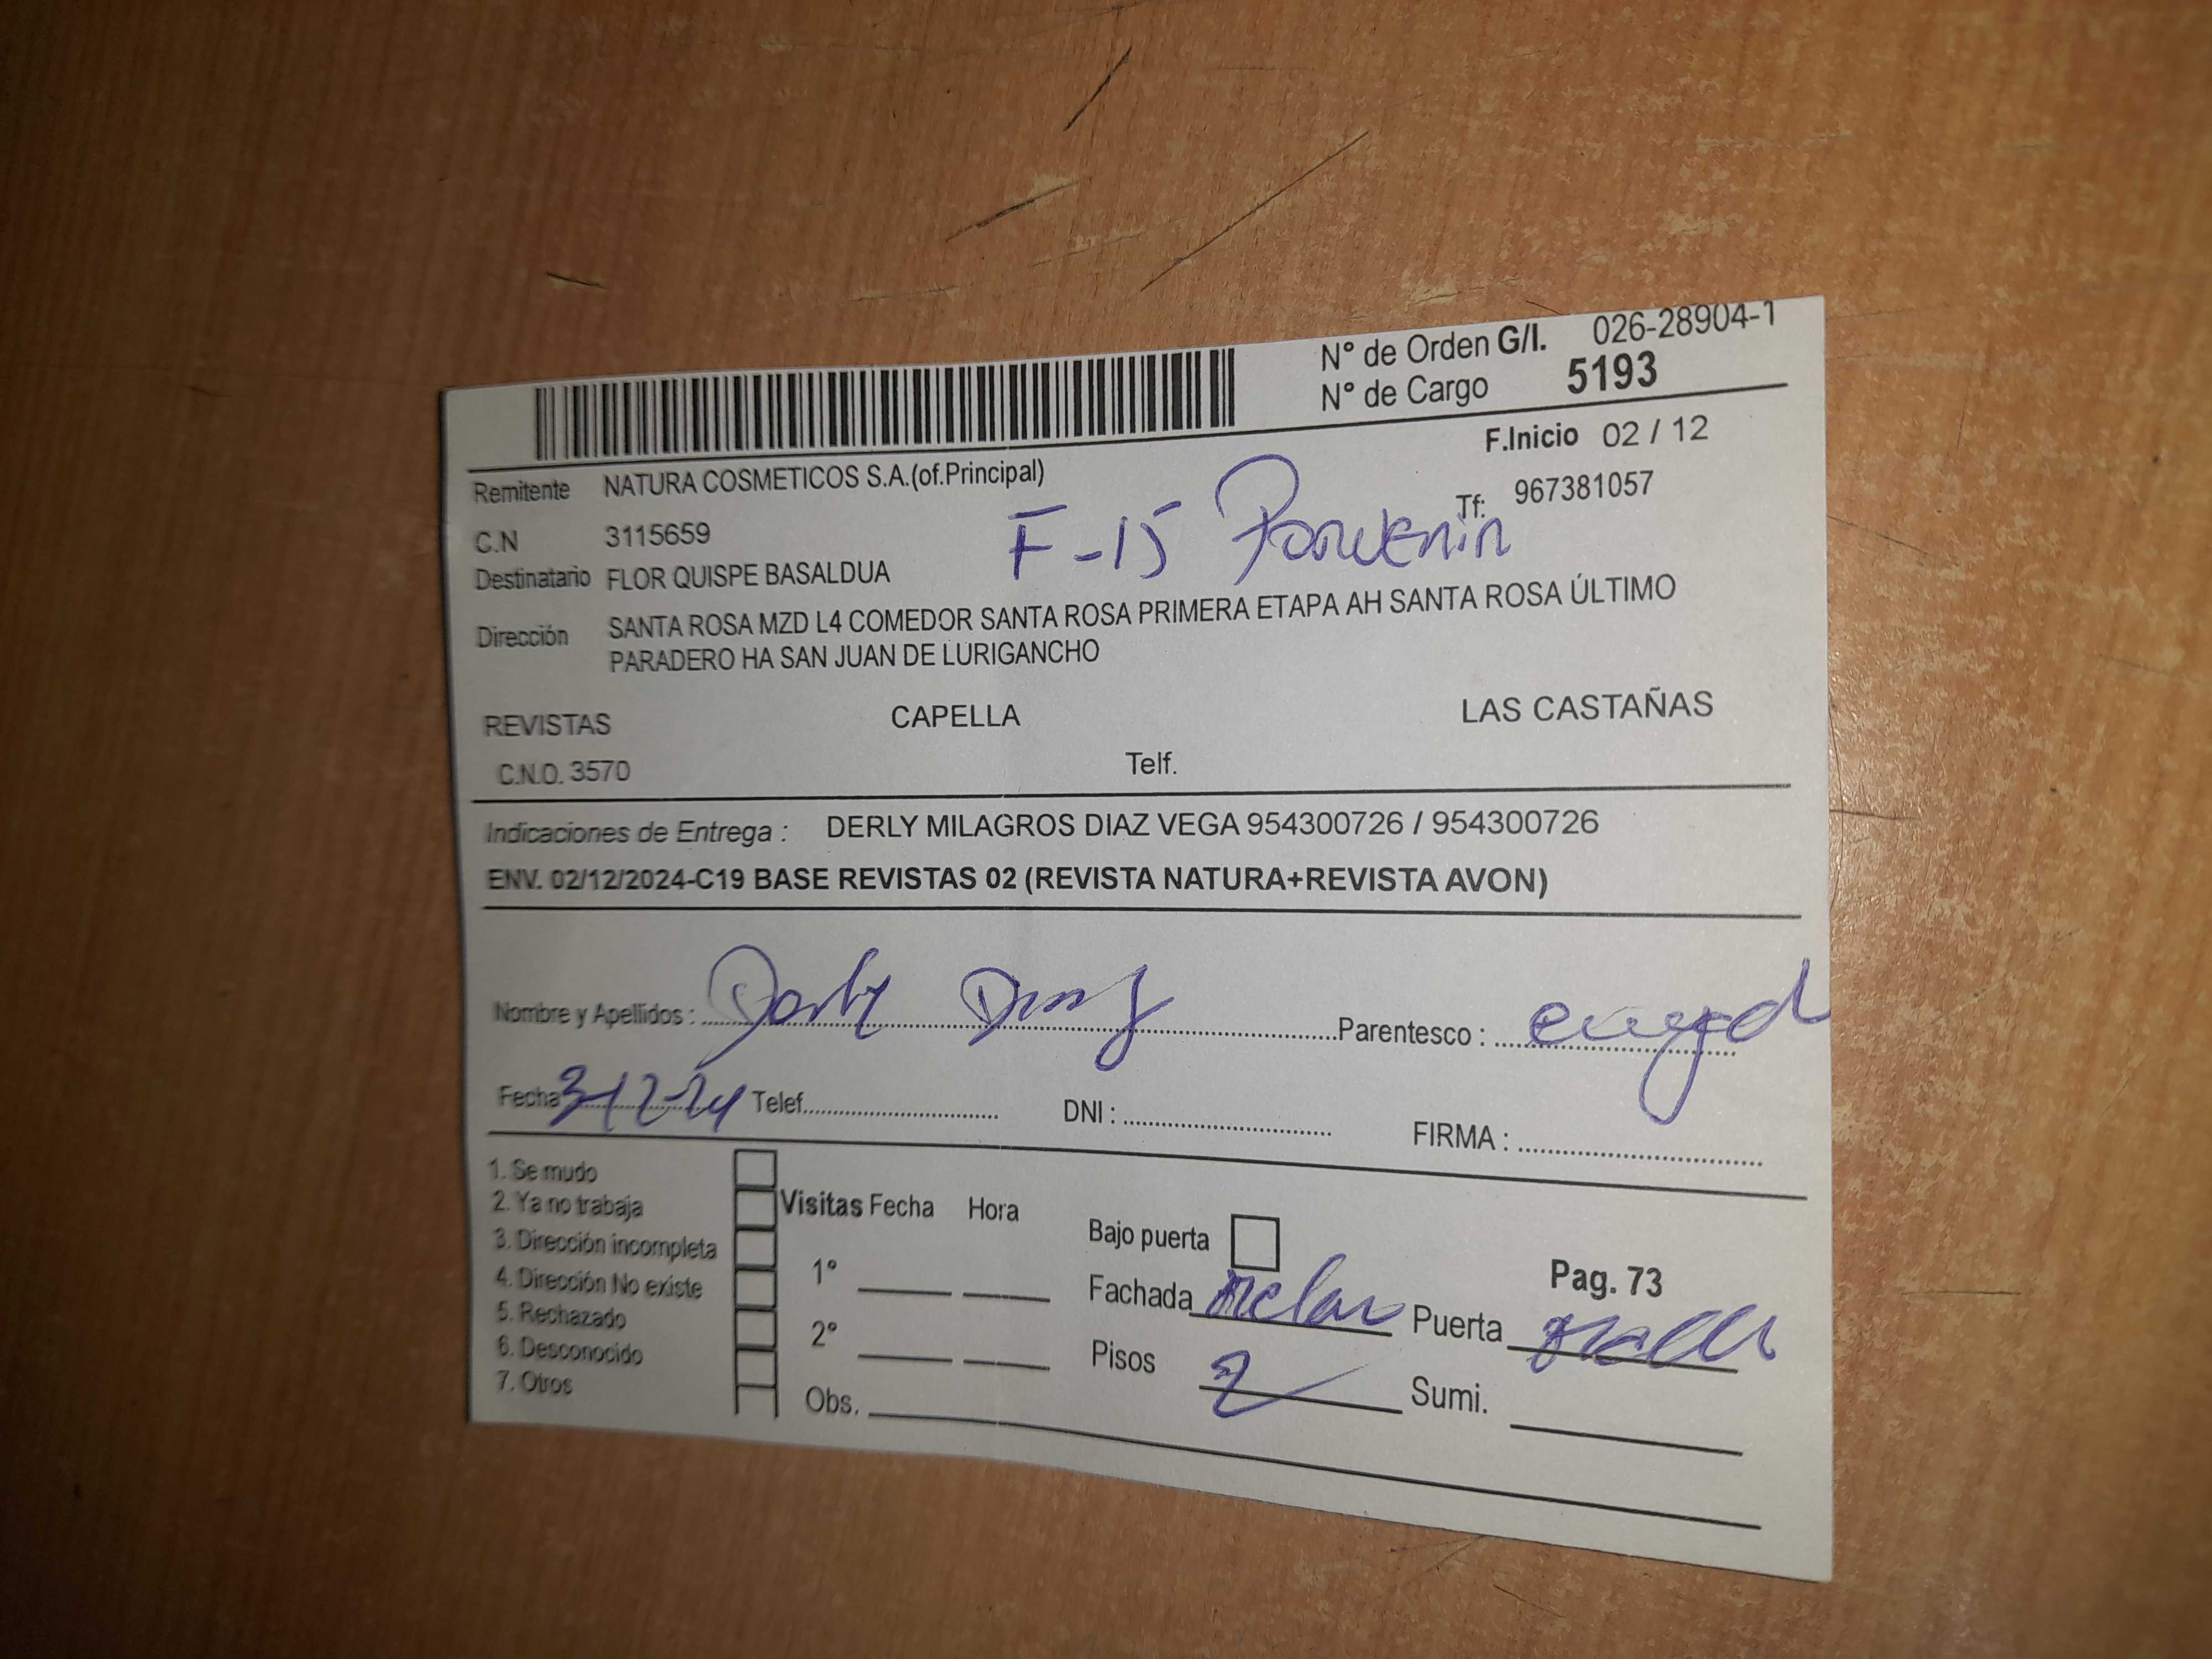 N° de Orden G/I. 026-28904-1
N° de Cargo 5193
F.Inicio 02 / 12
Remitente NATURA COSMETICOS S.A.(of.Principal)
Tf: 967381057
C.N 3115659
F-15 Porvenir
Destinatario FLOR QUISPE BASALDUA
Dirección SANTA ROSA MZD L4 COMEDOR SANTA ROSA PRIMERA ETAPA AH SANTA ROSA ÚLTIMO
PARADERO HA SAN JUAN DE LURIGANCHO
REVISTAS CAPELLA LAS CASTAÑAS
C.N.O. 3570 Telf.
Indicaciones de Entrega : DERLY MILAGROS DIAZ VEGA 954300726 / 954300726
ENV. 02/12/2024-C19 BASE REVISTAS 02 (REVISTA NATURA+REVISTA AVON)
Nombre y Apellidos : Derly Diaz Parentesco :
Fecha 3-12-24 Telef. DNI : FIRMA :
1. Se mudo
2. Ya no trabaja
3. Dirección incompleta
4. Dirección No existe
5. Rechazado
6. Desconocido
7. Otros
Visitas Fecha Hora
1°
2°
Obs.
Bajo puerta
Fachada
Pisos 2
Pag. 73
Puerta
Sumi.